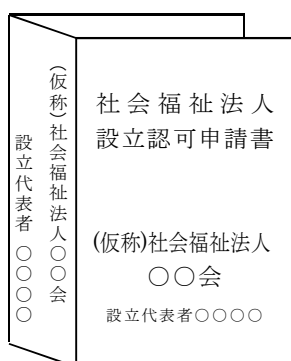 (仮称)社会福祉法人○○会
設立代表者 ○○○○
社会福祉法人
設立認可申請書
(仮称)社会福祉法人
○○会
設立代表者○○○○